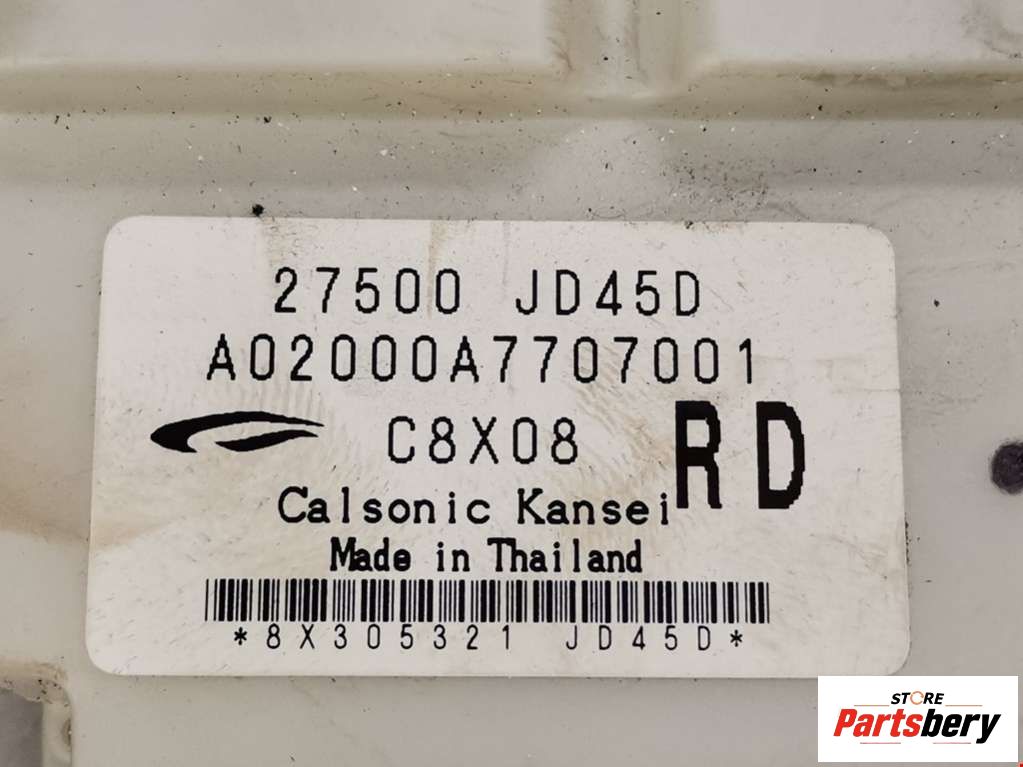 27500 JD45D
A02000A7707001
C8X08 RD
Calsonic Kansei
Made in Thailand
*8X305321 JD45D*
STORE
Partsbery